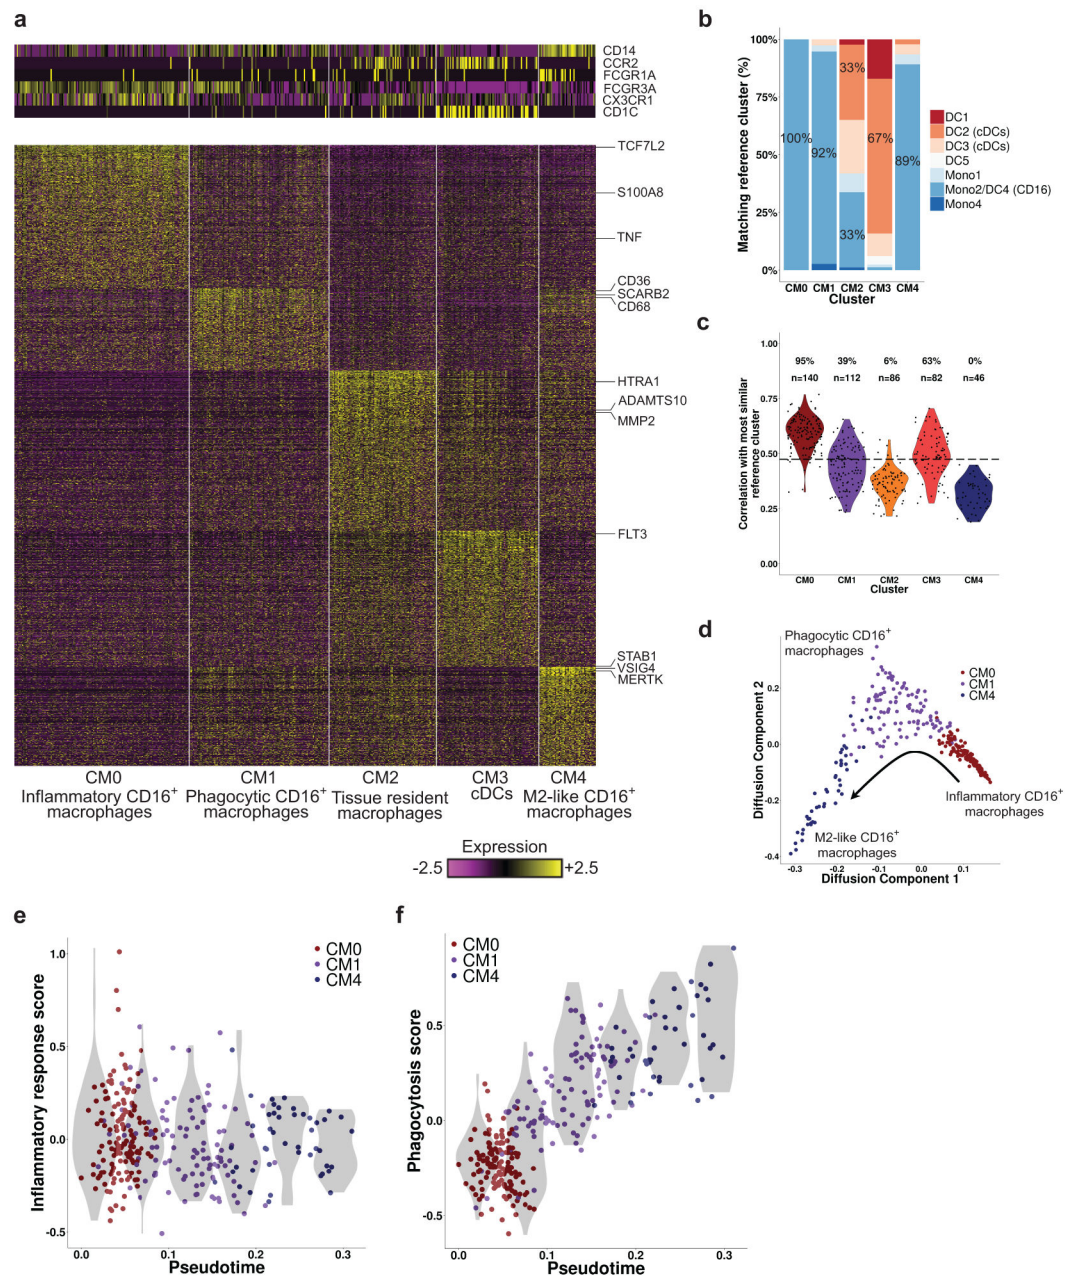 a
CD14
CCR2
FCGR1A
FCGR3A
CX3CR1
CD1C
TCF7L2
S100A8
TNF
CD36
SCARB2
CD68
HTRA1
ADAMTS10
MMP2
FLT3
STAB1
VSIG4
MERTK
CM0
Inflammatory CD16+
macrophages
CM1
Phagocytic CD16+
macrophages
CM2
Tissue resident
macrophages
CM3
cDCs
CM4
M2-like CD16+
macrophages
Expression
-2.5
+2.5
b
Matching reference cluster (%)
100%
75%
50%
25%
0%
100%
92%
33%
33%
67%
89%
CM0 CM1 CM2 CM3 CM4
Cluster
DC1
DC2 (cDCs)
DC3 (cDCs)
DC5
Mono1
Mono2/DC4 (CD16)
Mono4
c
Correlation with most similar
reference cluster
1.00
0.75
0.50
0.25
0.00
95% 39% 6% 63% 0%
n=140 n=112 n=86 n=82 n=46
CM0 CM1 CM2 CM3 CM4
Cluster
d
Phagocytic CD16+
macrophages
CM0
CM1
CM4
Diffusion Component 2
0.2
0.0
-0.2
-0.4
Inflammatory CD16+
macrophages
M2-like CD16+
macrophages
-0.3 -0.2 -0.1 0.0 0.1
Diffusion Component 1
e
Inflammatory response score
1.0
0.5
0.0
-0.5
CM0
CM1
CM4
0.0 0.1 0.2 0.3
Pseudotime
f
Phagocytosis score
0.5
0.0
-0.5
CM0
CM1
CM4
0.0 0.1 0.2 0.3
Pseudotime